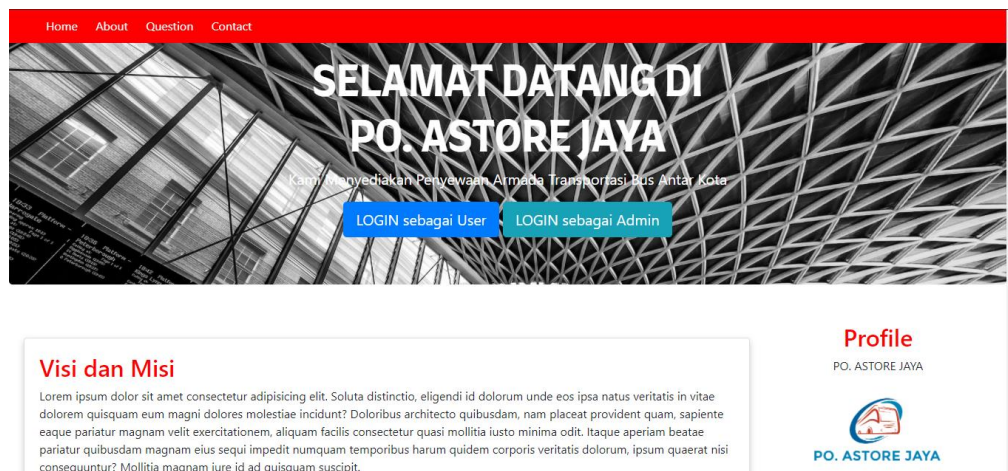 Home About Question Contact
SELAMAT DATANG DI
PO. ASTORE JAYA
Kami Menyediakan Penyewaan Armada Transportasi Bus Antar Kota
LOGIN sebagai User LOGIN sebagai Admin
Visi dan Misi
Lorem ipsum dolor sit amet consectetur adipisicing elit. Soluta distinctio, eligendi id dolorum unde eos ipsa natus veritatis in vitae
dolorem quisquam eum magni dolores molestiae incidunt? Doloribus architecto quibusdam, nam placeat provident quam, sapiente
eaque pariatur magnam velit exercitationem, aliquam facilis consectetur quasi mollitia iusto minima odit. Itaque aperiam beatae
pariatur quibusdam magnam eius sequi impedit numquam temporibus harum quidem corporis veritatis dolorum, ipsum quaerat nisi
consequuntur? Mollitia magnam iure id ad quisquam suscipit.
Profile
PO. ASTORE JAYA
PO. ASTORE JAYA